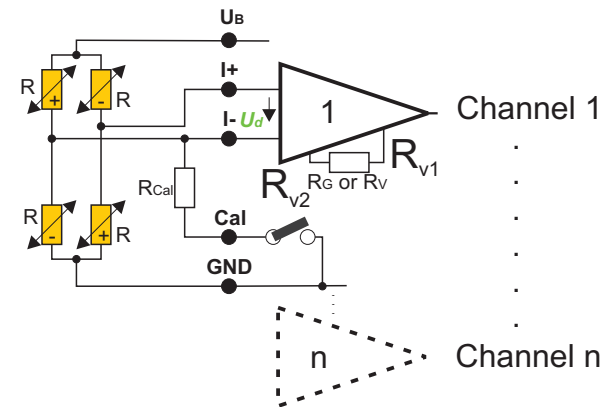 UB
R + - R
I+
1
Channel 1
I- Ud
RCal
Rv2
RG or RV
Rv1
R - + R
Cal
GND
n
Channel n